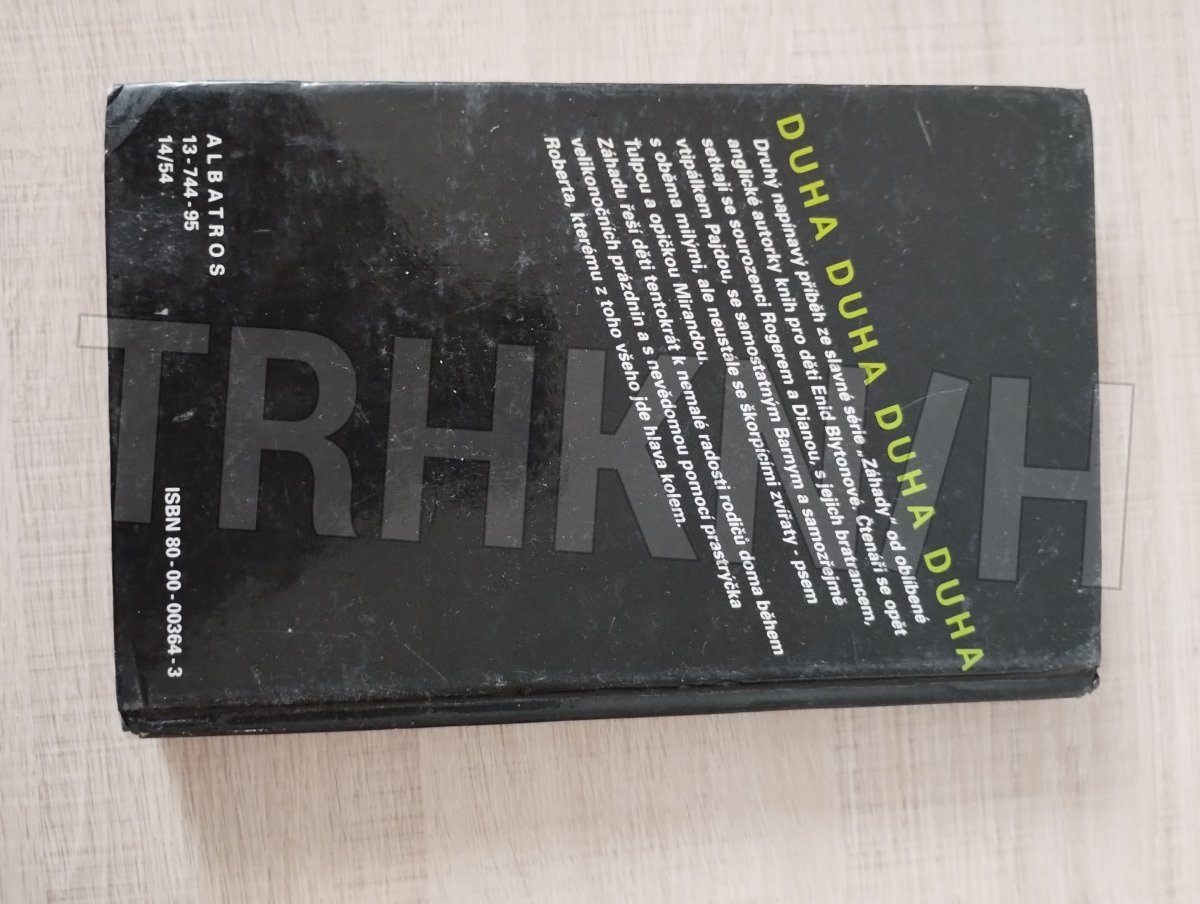 DUHA DUHA DUHA DUHA
Druhý napínavý příběh ze slavné série „Záhady" od oblíbené
anglické autorky knih pro děti Enid Blytonové. Čtenáři se opět
setkají se sourozenci Rogerem a Dianou, s jejich bratrancem,
vtipálkem Pajdou, se samostatným Barnym a samozřejmě
s oběma milými, ale neustále se škorpícími zvířaty - psem
Ťulpou a opičkou Mirandou.
Záhadu řeší děti tentokrát k nemalé radosti rodičů doma během
velikonočních prázdnin a s nevědomou pomocí prastrýčka
Roberta, kterému z toho všeho jde hlava kolem.
ALBATROS
13-744-95
14/54
ISBN 80-00-00364-3